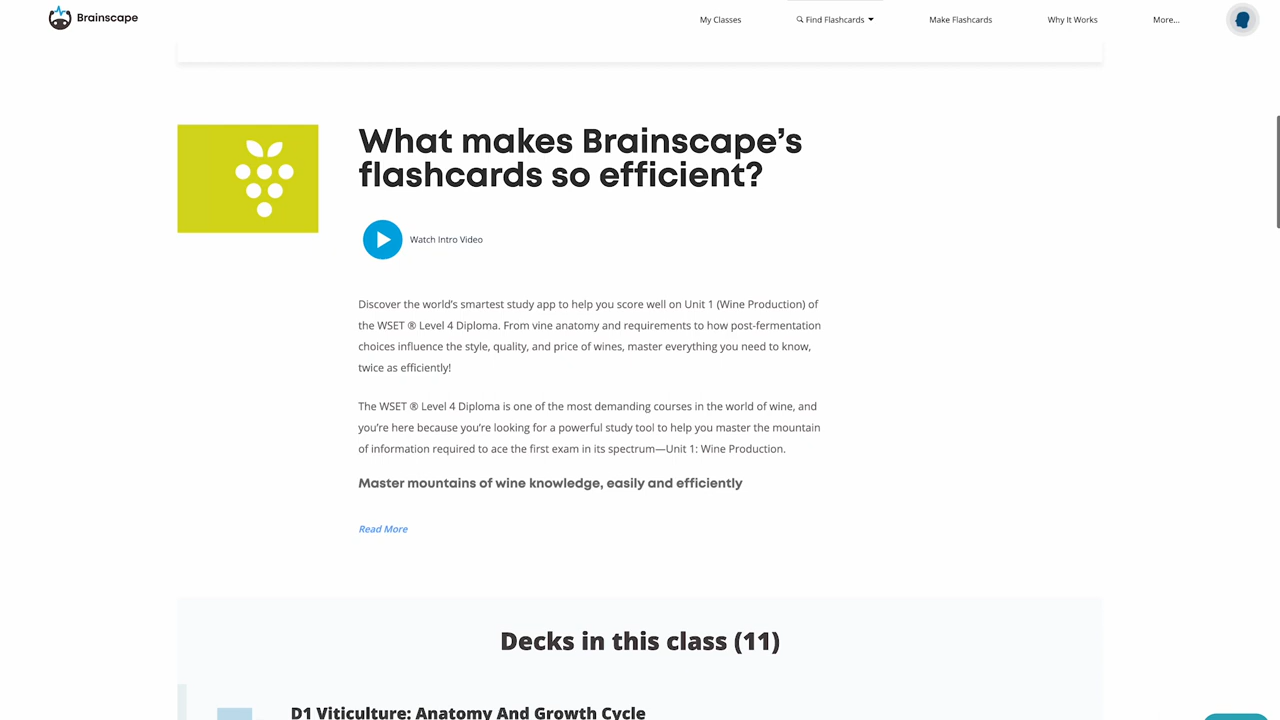 Brainscape
My Classes
Find Flashcards
Make Flashcards
Why It Works
More...
What makes Brainscape’s
flashcards so efficient?
Watch Intro Video
Discover the world’s smartest study app to help you score well on Unit 1 (Wine Production) of
the WSET ® Level 4 Diploma. From vine anatomy and requirements to how post-fermentation
choices influence the style, quality, and price of wines, master everything you need to know,
twice as efficiently!
The WSET ® Level 4 Diploma is one of the most demanding courses in the world of wine, and
you’re here because you’re looking for a powerful study tool to help you master the mountain
of information required to ace the first exam in its spectrum—Unit 1: Wine Production.
Master mountains of wine knowledge, easily and efficiently
Read More
Decks in this class (11)
D1 Viticulture: Anatomy And Growth Cycle